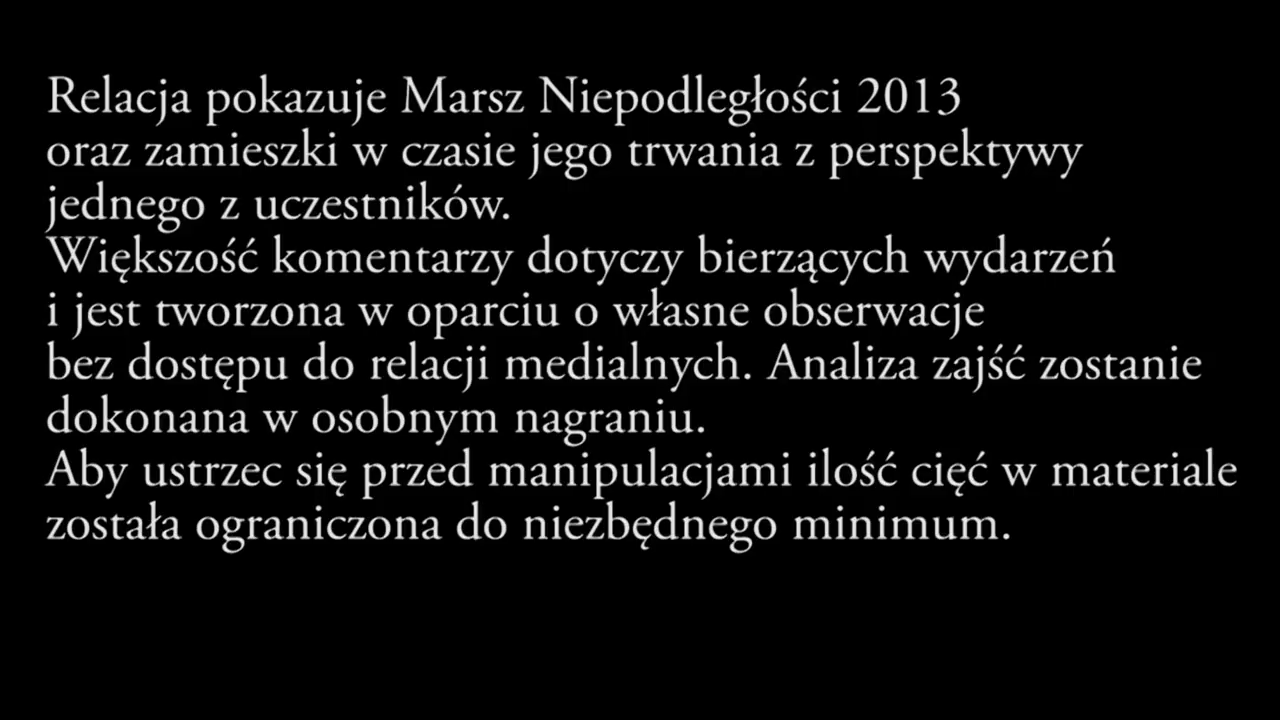 Relacja pokazuje Marsz Niepodległości 2013
oraz zamieszki w czasie jego trwania z perspektywy
jednego z uczestników.
Większość komentarzy dotyczy bierzących wydarzeń
i jest tworzona w oparciu o własne obserwacje
bez dostępu do relacji medialnych. Analiza zajść zostanie
dokonana w osobnym nagraniu.
Aby ustrzec się przed manipulacjami ilość cięć w materiale
została ograniczona do niezbędnego minimum.